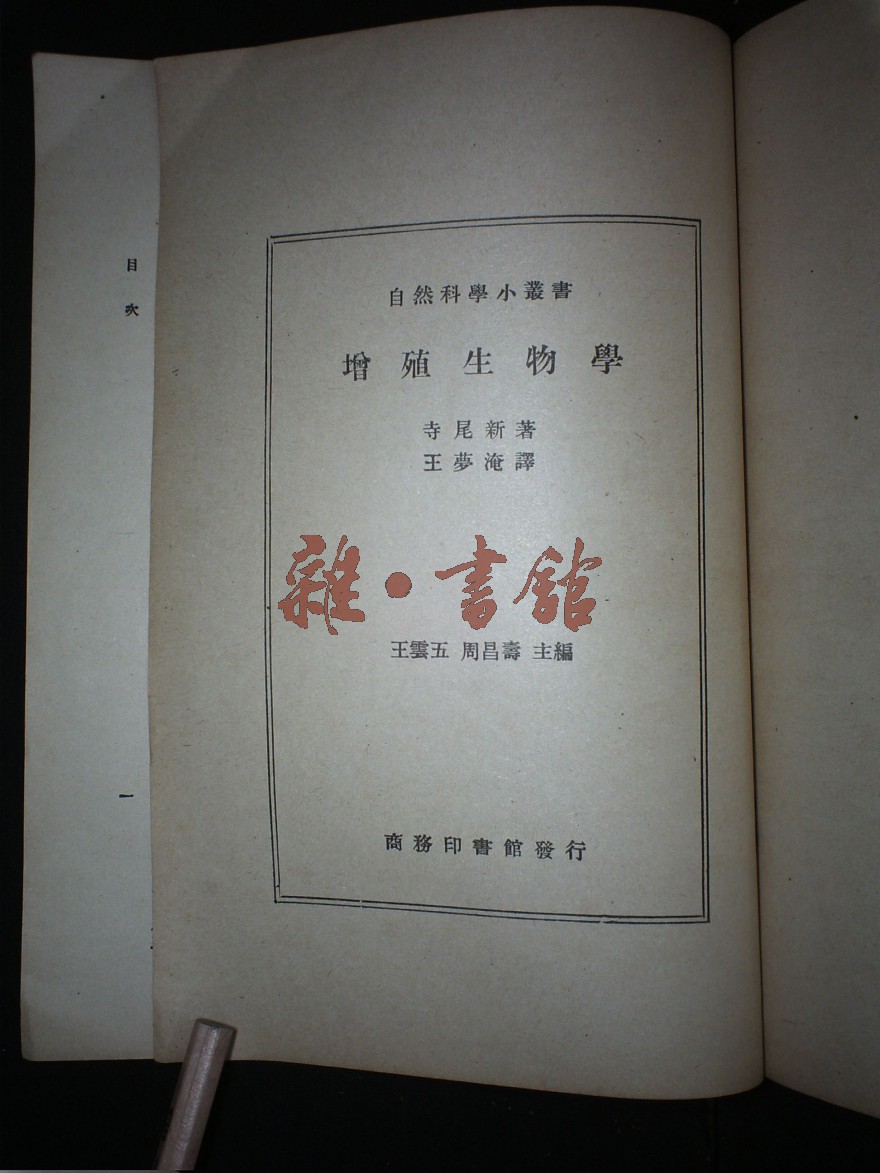 自然科學小叢書
增殖生物學
寺尾新著
王夢淹譯
雜·書館
王雲五 周昌壽 主編
商務印書館發行
目次
一